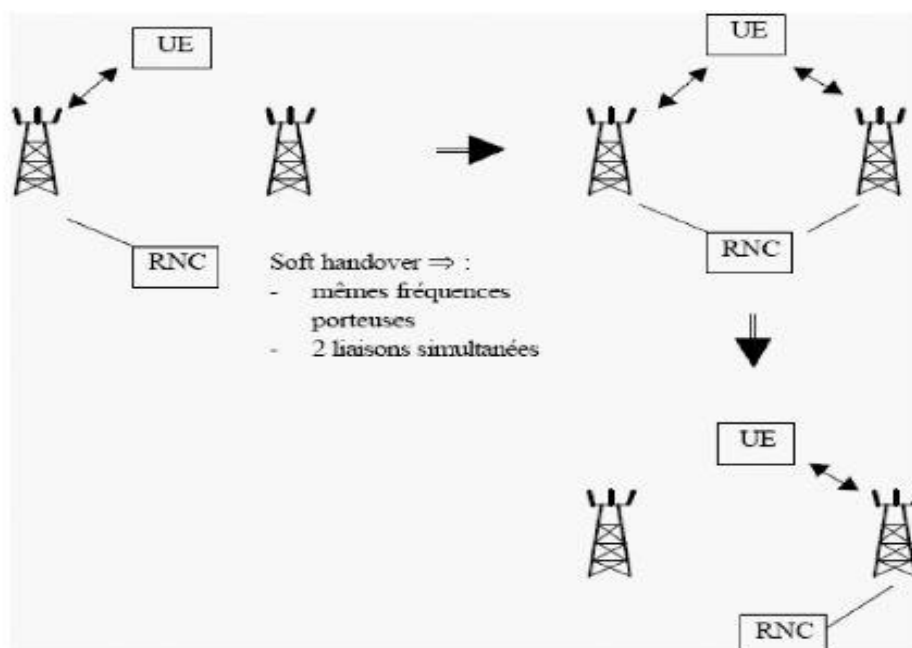 UE
UE
RNC
RNC
Soft handover ⇒ :
- mêmes fréquences
porteuses
- 2 liaisons simultanées
UE
RNC